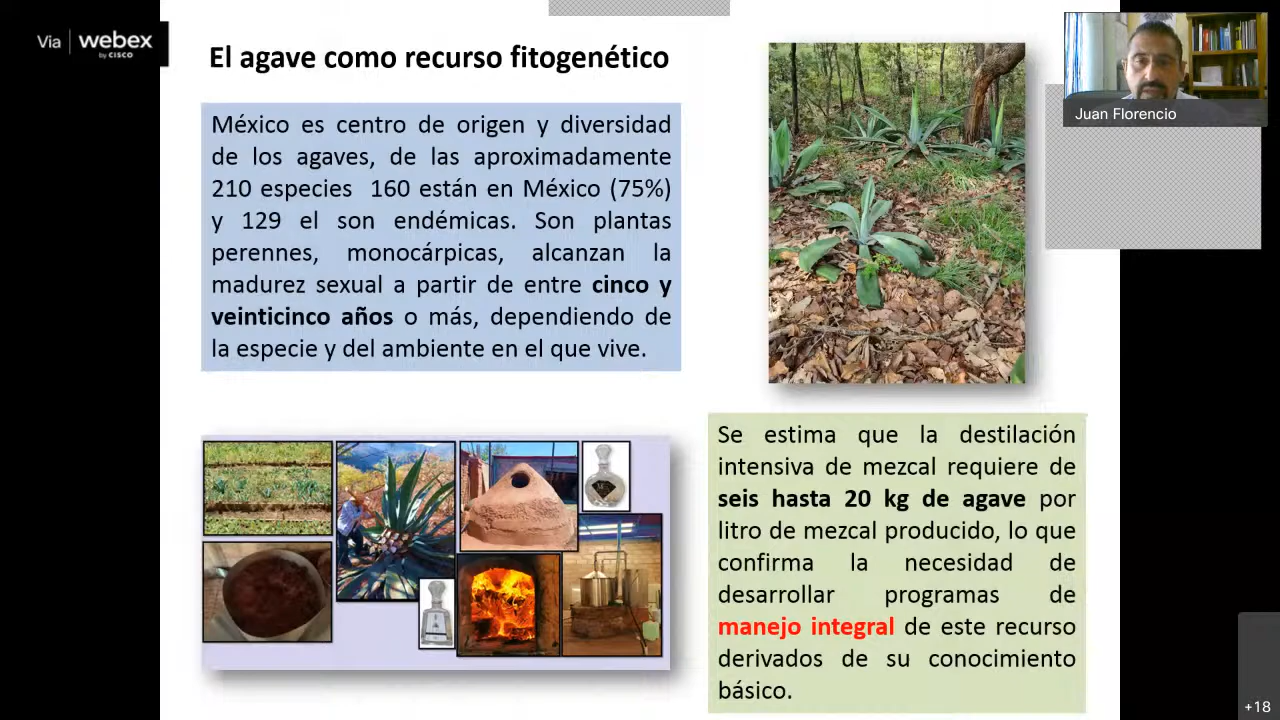 Via webex
by CISCO
El agave como recurso fitogenético
México es centro de origen y diversidad
de los agaves, de las aproximadamente
210 especies 160 están en México (75%)
y 129 el son endémicas. Son plantas
perennes, monocárpicas, alcanzan la
madurez sexual a partir de entre cinco y
veinticinco años o más, dependiendo de
la especie y del ambiente en el que vive.
Juan Florencio
Se estima que la destilación
intensiva de mezcal requiere de
seis hasta 20 kg de agave por
litro de mezcal producido, lo que
confirma la necesidad de
desarrollar programas de
manejo integral de este recurso
derivados de su conocimiento
básico.
+18